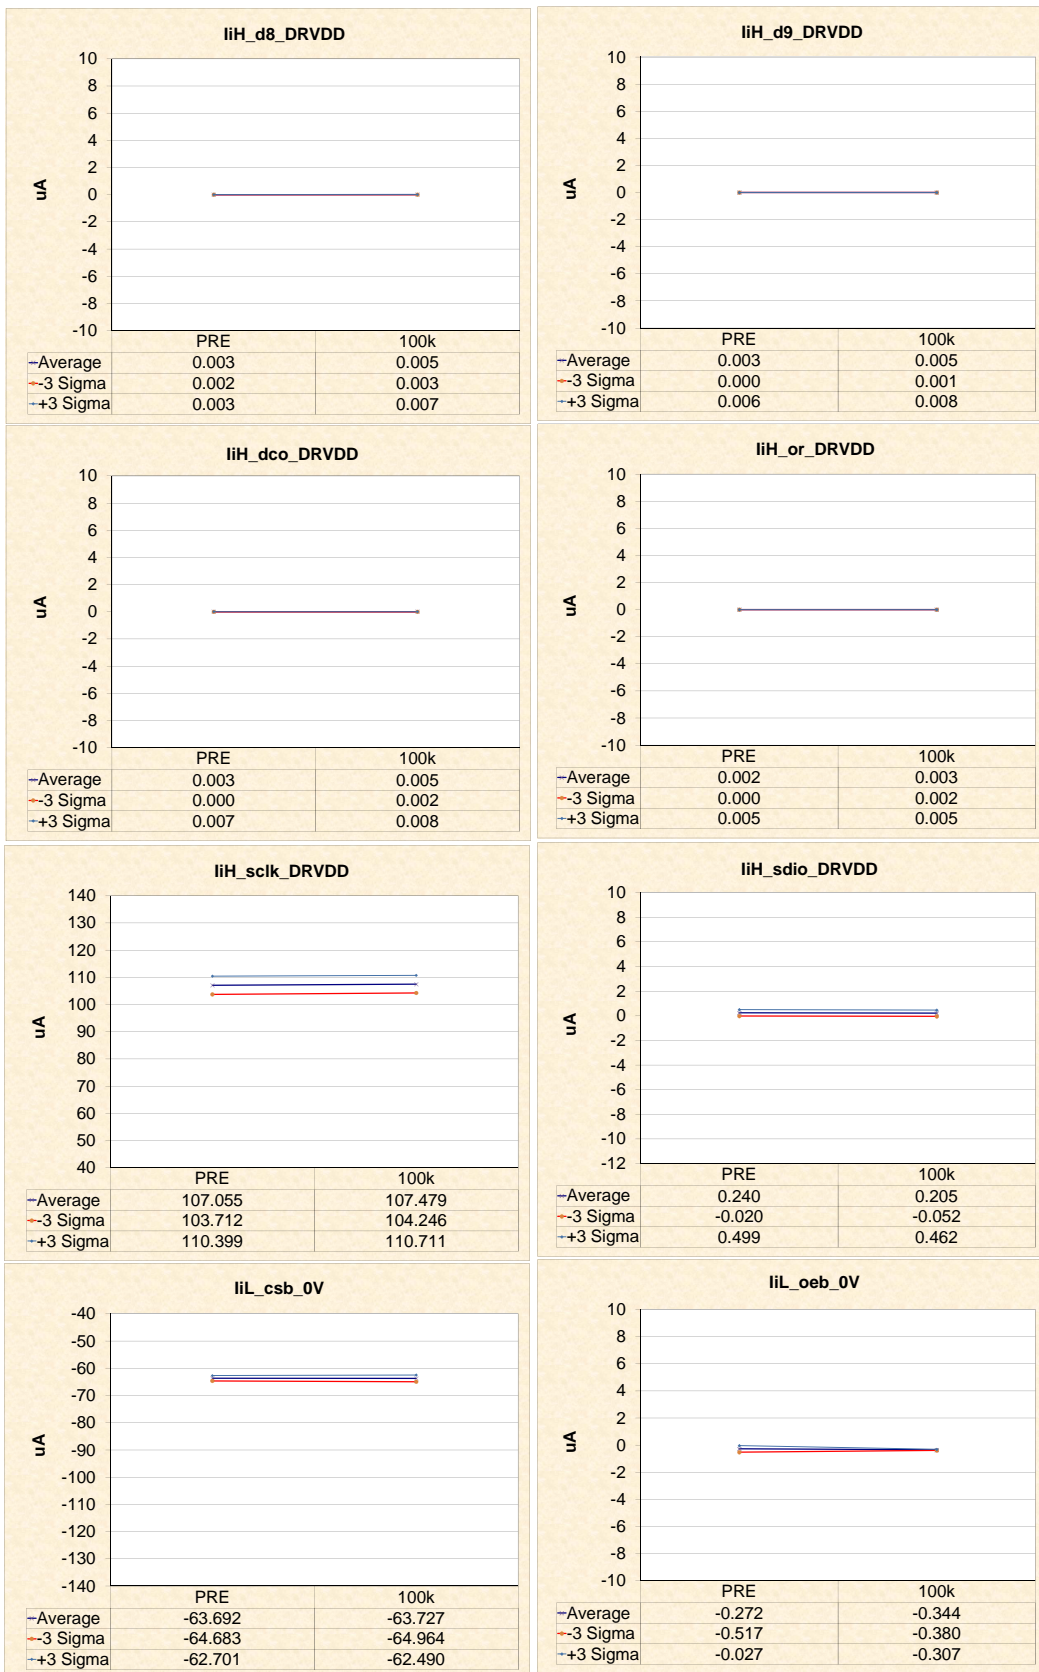 IiH_d8_DRVDD
10
8
6
4
2
0
-2
-4
-6
-8
-10
uA
PRE 100k
Average 0.003 0.005
-3 Sigma 0.002 0.003
+3 Sigma 0.003 0.007
IiH_d9_DRVDD
10
8
6
4
2
0
-2
-4
-6
-8
-10
uA
PRE 100k
Average 0.003 0.005
-3 Sigma 0.000 0.001
+3 Sigma 0.006 0.008
IiH_dco_DRVDD
10
8
6
4
2
0
-2
-4
-6
-8
-10
uA
PRE 100k
Average 0.003 0.005
-3 Sigma 0.000 0.002
+3 Sigma 0.007 0.008
IiH_or_DRVDD
10
8
6
4
2
0
-2
-4
-6
-8
-10
uA
PRE 100k
Average 0.002 0.003
-3 Sigma 0.000 0.002
+3 Sigma 0.005 0.005
IiH_sclk_DRVDD
140
130
120
110
100
90
80
70
60
50
40
uA
PRE 100k
Average 107.055 107.479
-3 Sigma 103.712 104.246
+3 Sigma 110.399 110.711
IiH_sdio_DRVDD
10
8
6
4
2
0
-2
-4
-6
-8
-10
-12
uA
PRE 100k
Average 0.240 0.205
-3 Sigma -0.020 -0.052
+3 Sigma 0.499 0.462
IiL_csb_0V
-40
-50
-60
-70
-80
-90
-100
-110
-120
-130
-140
uA
PRE 100k
Average -63.692 -63.727
-3 Sigma -64.683 -64.964
+3 Sigma -62.701 -62.490
IiL_oeb_0V
10
8
6
4
2
0
-2
-4
-6
-8
-10
uA
PRE 100k
Average -0.272 -0.344
-3 Sigma -0.517 -0.380
+3 Sigma -0.027 -0.307